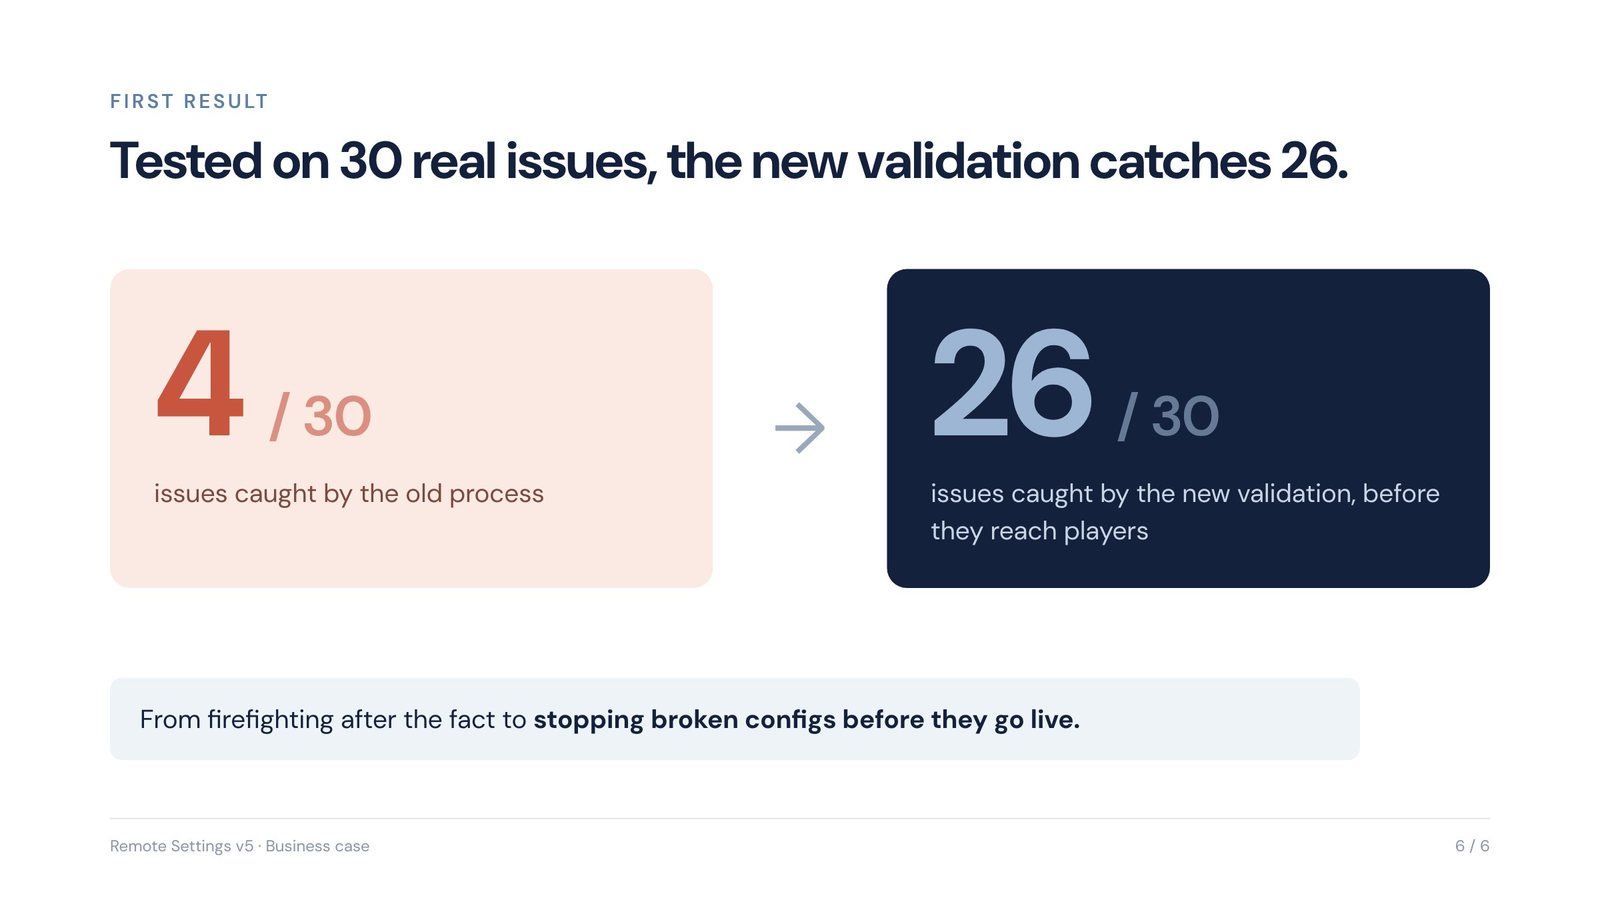 FIRST RESULT
Tested on 30 real issues, the new validation catches 26.
4 / 30
issues caught by the old process
26 / 30
issues caught by the new validation, before
they reach players
From firefighting after the fact to stopping broken configs before they go live.
Remote Settings v5 · Business case
6 / 6